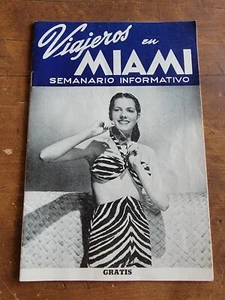 Viajeros en
MIAMI
SEMANARIO INFORMATIVO
GRATIS